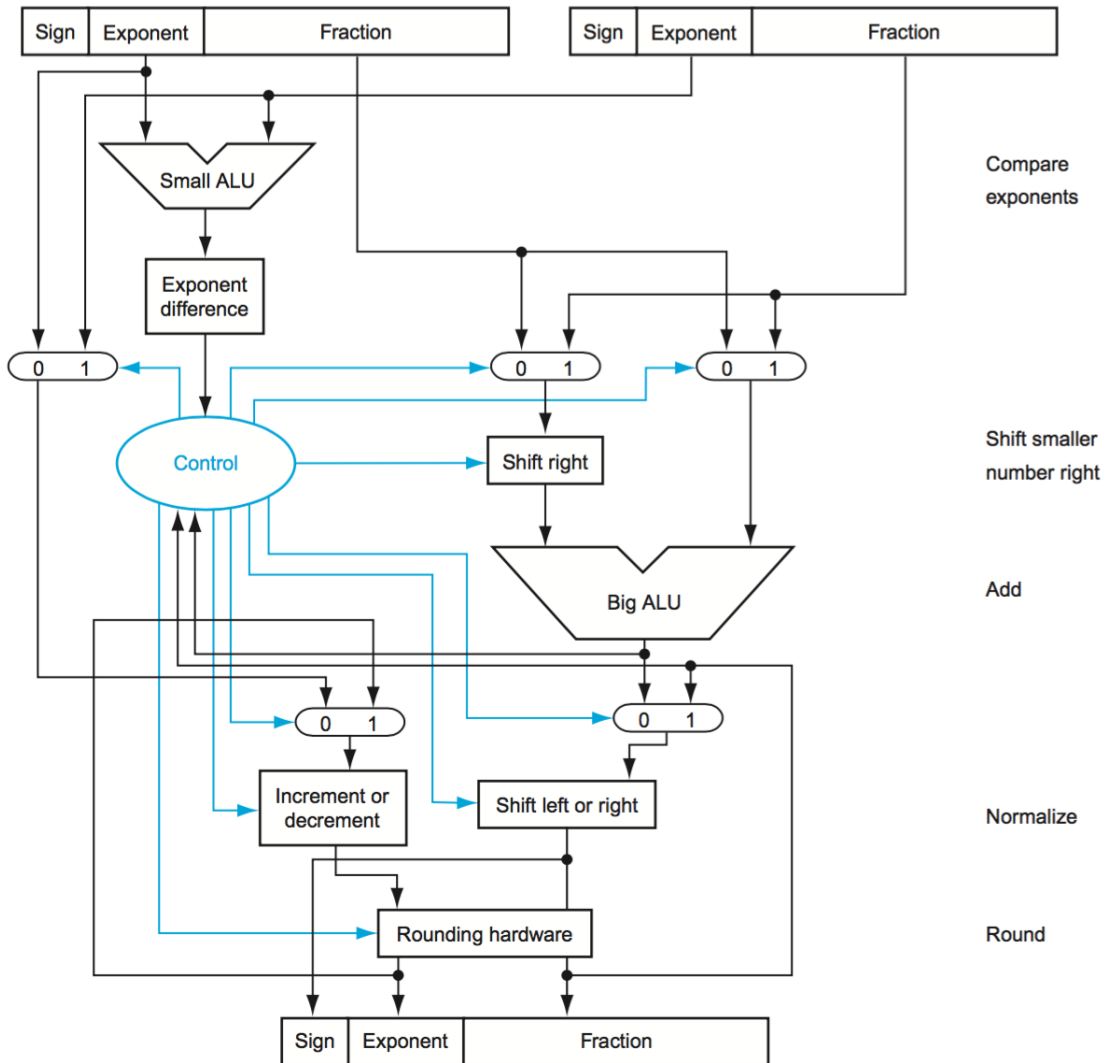 Sign Exponent Fraction Sign Exponent Fraction
Small ALU
Compare
exponents
Exponent
difference
0 1 0 1 0 1
Control
Shift right
Shift smaller
number right
Big ALU
Add
0 1 0 1
Increment or
decrement
Shift left or right
Normalize
Rounding hardware
Round
Sign Exponent Fraction